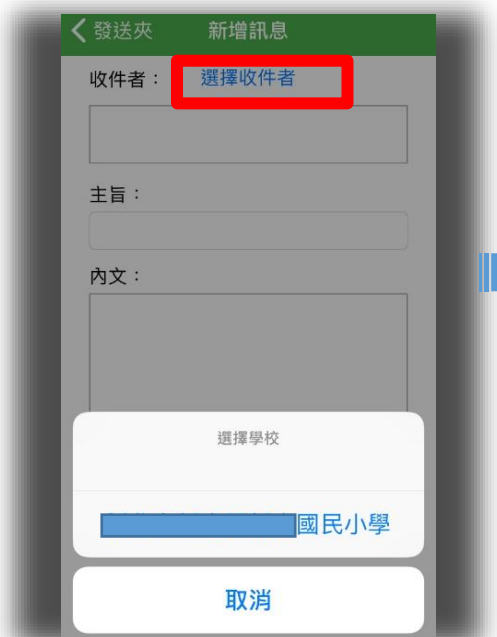 發送夾 新增訊息
收件者： 選擇收件者
主旨：
內文：
選擇學校
國民小學
取消